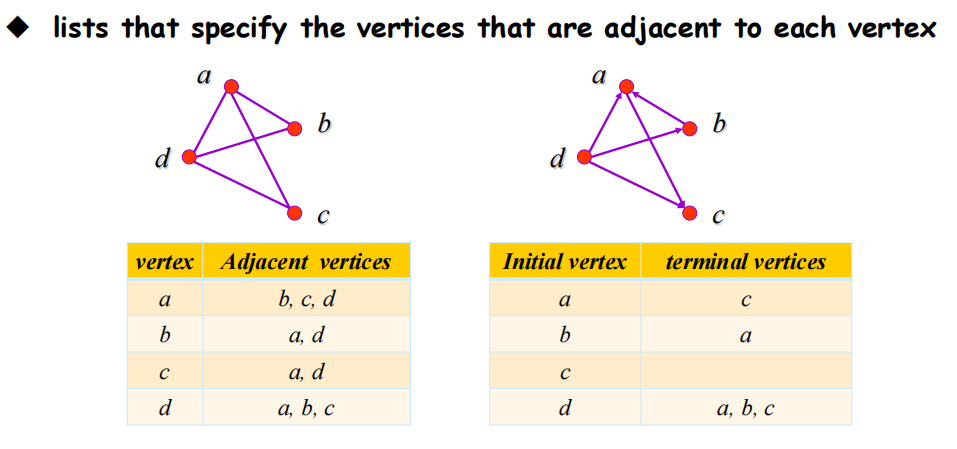 ◆ lists that specify the vertices that are adjacent to each vertex
a
b
d
c
a
b
d
c
vertex Adjacent vertices
a b, c, d
b a, d
c a, d
d a, b, c
Initial vertex terminal vertices
a c
b a
c
d a, b, c